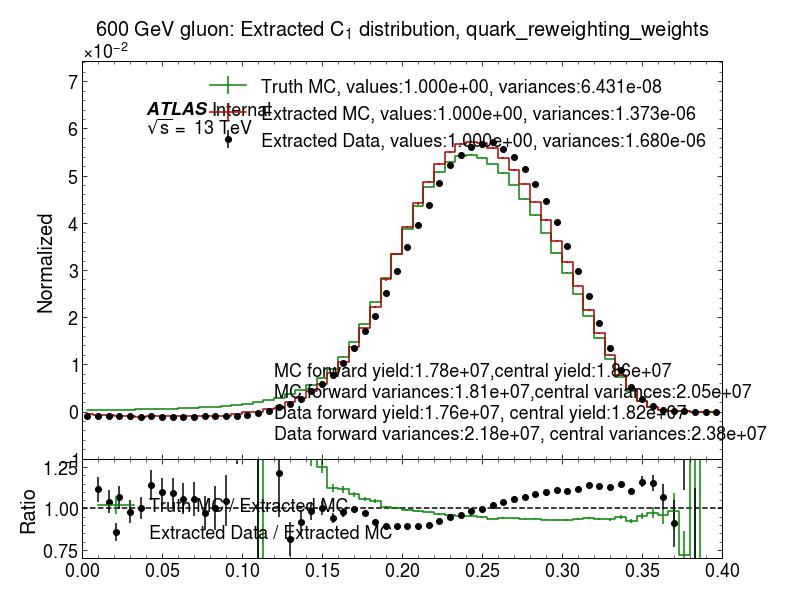 600 GeV gluon: Extracted C₁ distribution, quark_reweighting_weights
×10⁻²
Truth MC, values:1.000e+00, variances:6.431e-08
ATLAS Internal
Extracted MC, values:1.000e+00, variances:1.373e-06
√s = 13 TeV
Extracted Data, values:1.000e+00, variances:1.680e-06
7
6
5
4
3
2
1
0
1
Normalized
MC forward yield:1.78e+07,central yield:1.86e+07
MC forward variances:1.81e+07,central variances:2.05e+07
Data forward yield:1.76e+07, central yield:1.82e+07
Data forward variances:2.18e+07, central variances:2.38e+07
1.25
1.00
0.75
Ratio
Truth MC / Extracted MC
Extracted Data / Extracted MC
0.00 0.05 0.10 0.15 0.20 0.25 0.30 0.35 0.40